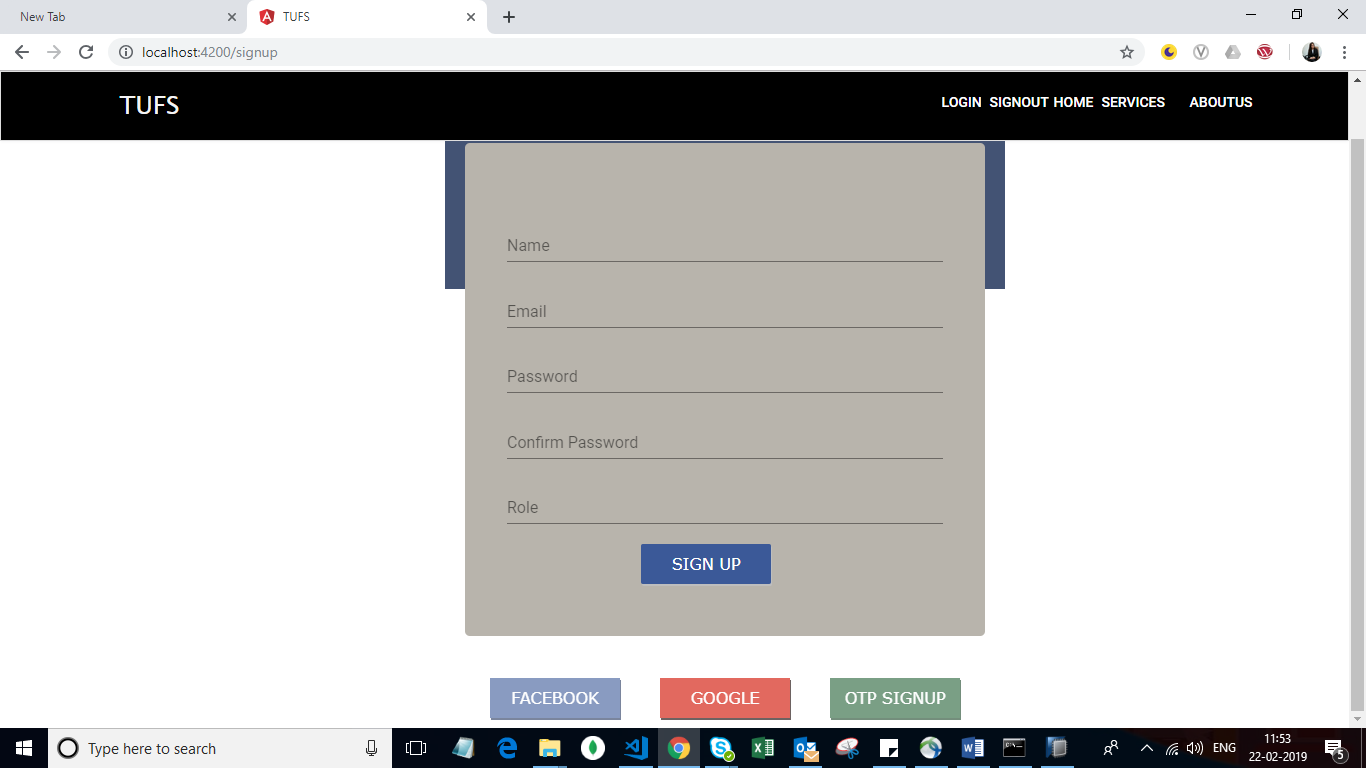 New Tab
TUFS
localhost:4200/signup
TUFS
LOGIN SIGNOUT HOME SERVICES ABOUTUS
Name
Email
Password
Confirm Password
Role
SIGN UP
FACEBOOK GOOGLE OTP SIGNUP
Type here to search
ENG
11:53
22-02-2019
5